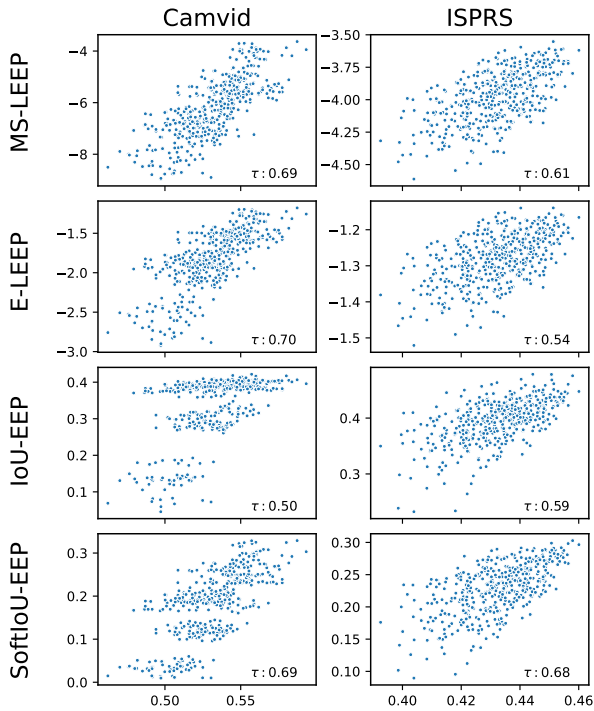 Camvid ISPRS
MS-LEEP
−4
−6
−8
τ : 0.69
−3.50
−3.75
−4.00
−4.25
−4.50
τ : 0.61
E-LEEP
−1.5
−2.0
−2.5
−3.0
τ : 0.70
−1.2
−1.3
−1.4
−1.5
τ : 0.54
IoU-EEP
0.4
0.3
0.2
0.1
τ : 0.50
0.4
0.3
τ : 0.59
SoftIoU-EEP
0.3
0.2
0.1
0.0
τ : 0.69
0.30
0.25
0.20
0.15
0.10
τ : 0.68
0.50 0.55
0.40 0.42 0.44 0.46